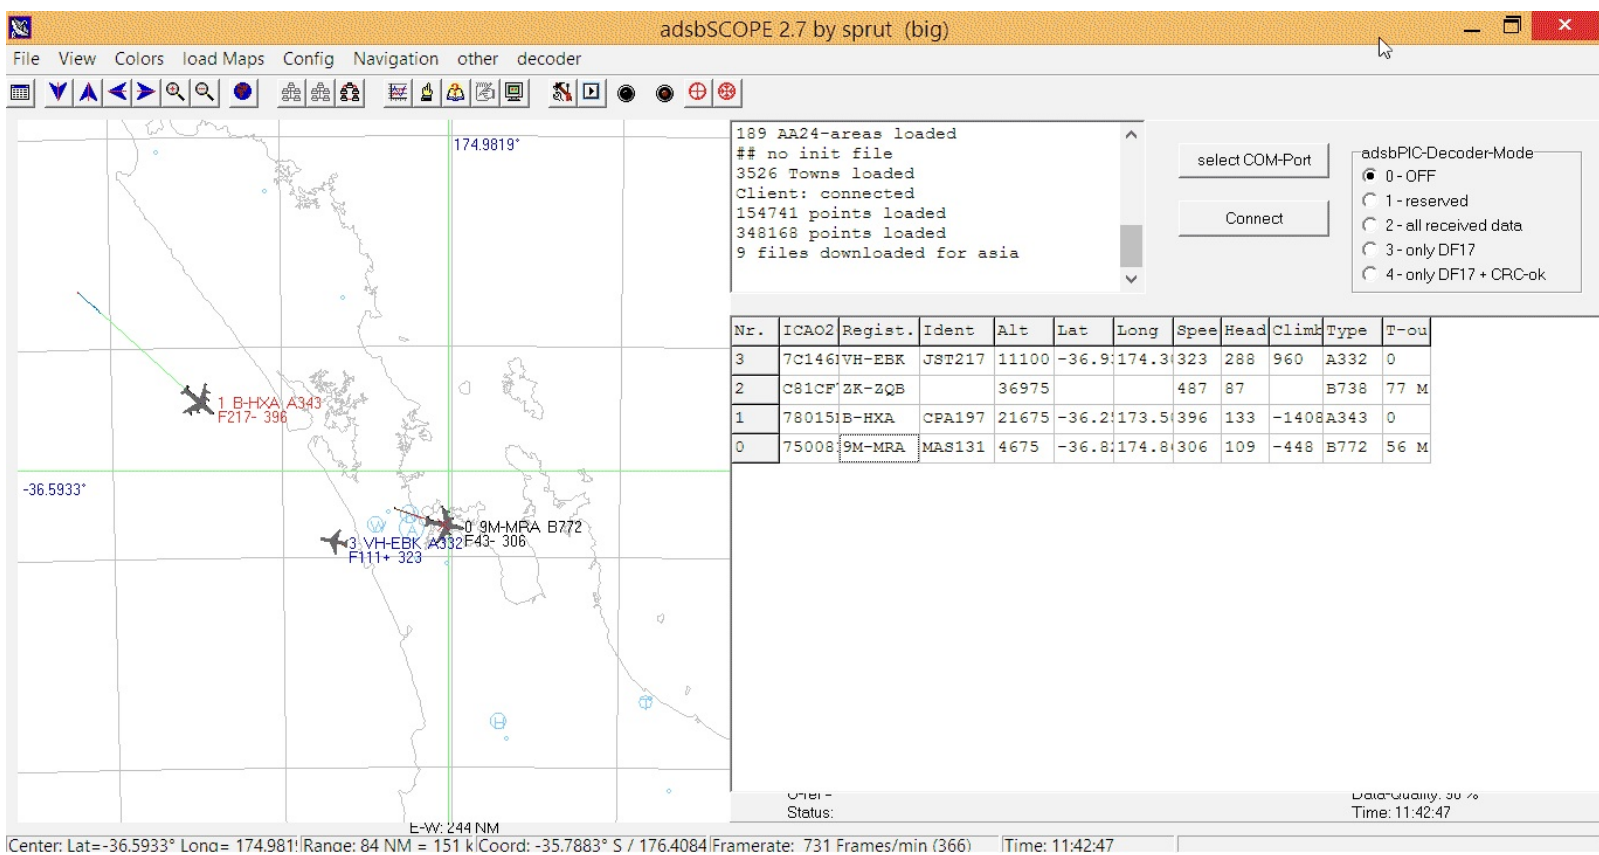 adsbSCOPE 2.7 by sprut (big)
File View Colors load Maps Config Navigation other decoder
174.9819°
-36.5933°
1 B-HXA A343
F217- 396
0 9M-MRA B772
F43- 306
3 VH-EBK A332
F111+ 323
W
A
H
T
E-W: 244 NM
189 AA24-areas loaded
## no init file
3526 Towns loaded
Client: connected
154741 points loaded
348168 points loaded
9 files downloaded for asia
select COM-Port
Connect
adsbPIC-Decoder-Mode
0 - OFF
1 - reserved
2 - all received data
3 - only DF17
4 - only DF17 + CRC-ok
Nr. ICAO2 Regist. Ident Alt Lat Long Spee Head Climb Type T-ou
3 7C146 VH-EBK JST217 11100 -36.9 174.3 323 288 960 A332 0
2 C81CF ZK-ZQB 36975 487 87 B738 77 M
1 78015 B-HXA CPA197 21675 -36.2 173.5 396 133 -1408 A343 0
0 75008 9M-MRA MAS131 4675 -36.8 174.8 306 109 -448 B772 56 M
Status:
Data-Quality: 90 %
Time: 11:42:47
Center: Lat=-36.5933° Long= 174.981 Range: 84 NM = 151 k Coord: -35.7883° S / 176.4084 Framerate: 731 Frames/min (366) Time: 11:42:47